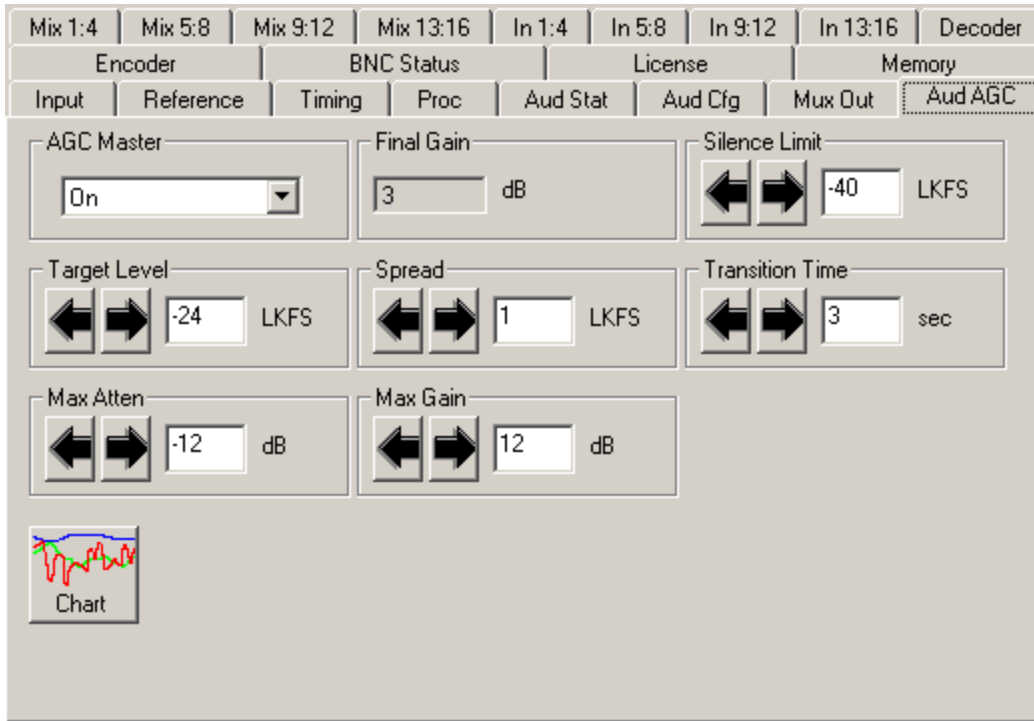 Mix 1:4 Mix 5:8 Mix 9:12 Mix 13:16 In 1:4 In 5:8 In 9:12 In 13:16 Decoder
Encoder BNC Status License Memory
Input Reference Timing Proc Aud Stat Aud Cfg Mux Out Aud AGC
AGC Master Final Gain Silence Limit
On 3 dB -40 LKFS
Target Level Spread Transition Time
-24 LKFS 1 LKFS 3 sec
Max Atten Max Gain
-12 dB 12 dB
Chart